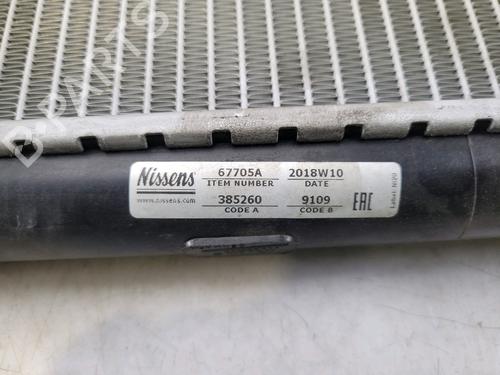 B-PARTS
Nissens
www.nissens.com
67705A
ITEM NUMBER
2018W10
DATE
385260
CODE A
9109
CODE B
EAC